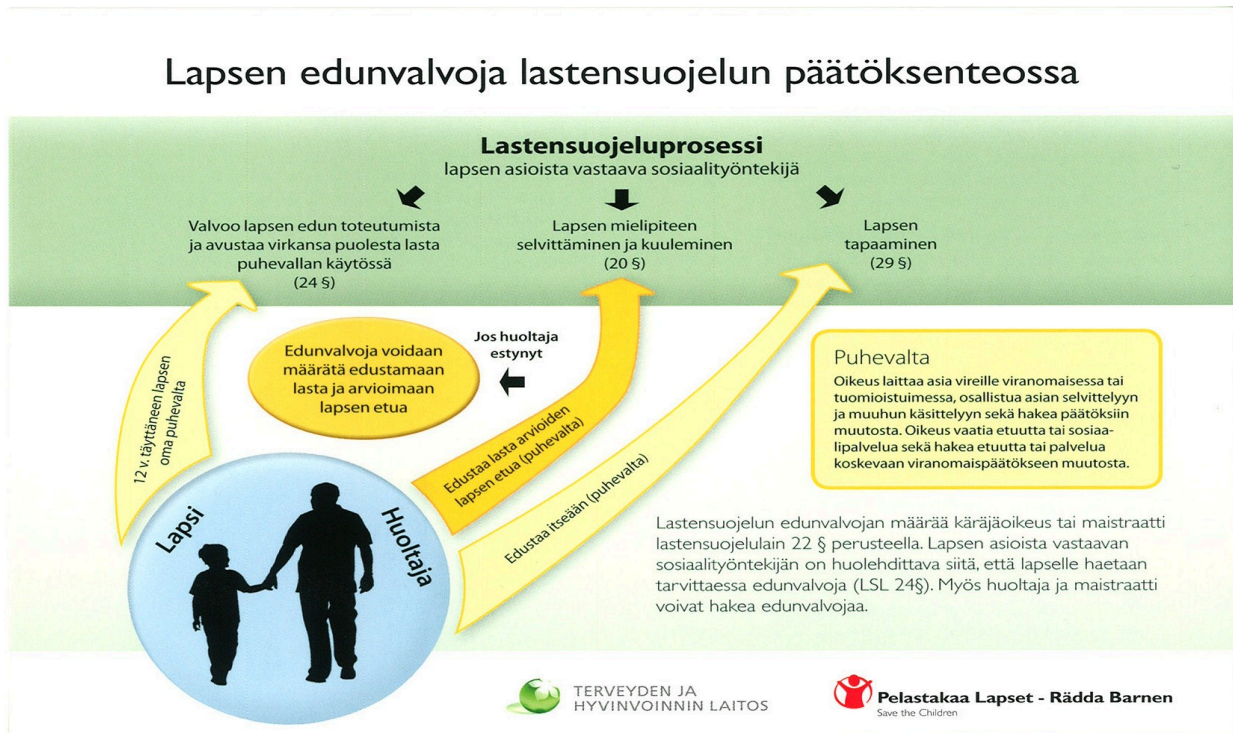 Lapsen edunvalvoja lastensuojelun päätöksenteossa
Lastensuojeluprosessi
lapsen asioista vastaava sosiaalityöntekijä
Valvoo lapsen edun toteutumista
ja avustaa virkansa puolesta lasta
puhevallan käytössä
(24 §)
Lapsen mielipiteen
selvittäminen ja kuuleminen
(20 §)
Lapsen
tapaaminen
(29 §)
12 v. täyttäneen lapsen
oma puhevalta
Edunvalvoja voidaan
määrätä edustamaan
lasta ja arvioimaan
lapsen etua
Jos huoltaja
estynyt
Edustaa lasta arvioiden
lapsen etua (puhevalta)
Edustaa itseään (puhevalta)
Puhevalta
Oikeus laittaa asia vireille viranomaisessa tai
tuomioistuimessa, osallistua asian selvittelyyn
ja muuhun käsittelyyn sekä hakea päätöksiin
muutosta. Oikeus vaatia etuutta tai sosiaa-
lipalvelua sekä hakea etuutta tai palvelua
koskevaan viranomaispäätökseen muutosta.
Lapsi
Huoltaja
Lastensuojelun edunvalvojan määrää käräjäoikeus tai maistraatti
lastensuojelulain 22 § perusteella. Lapsen asioista vastaavan
sosiaalityöntekijän on huolehdittava siitä, että lapselle haetaan
tarvittaessa edunvalvoja (LSL 24§). Myös huoltaja ja maistraatti
voivat hakea edunvalvojaa.
TERVEYDEN JA
HYVINVOINNIN LAITOS
Pelastakaa Lapset - Rädda Barnen
Save the Children